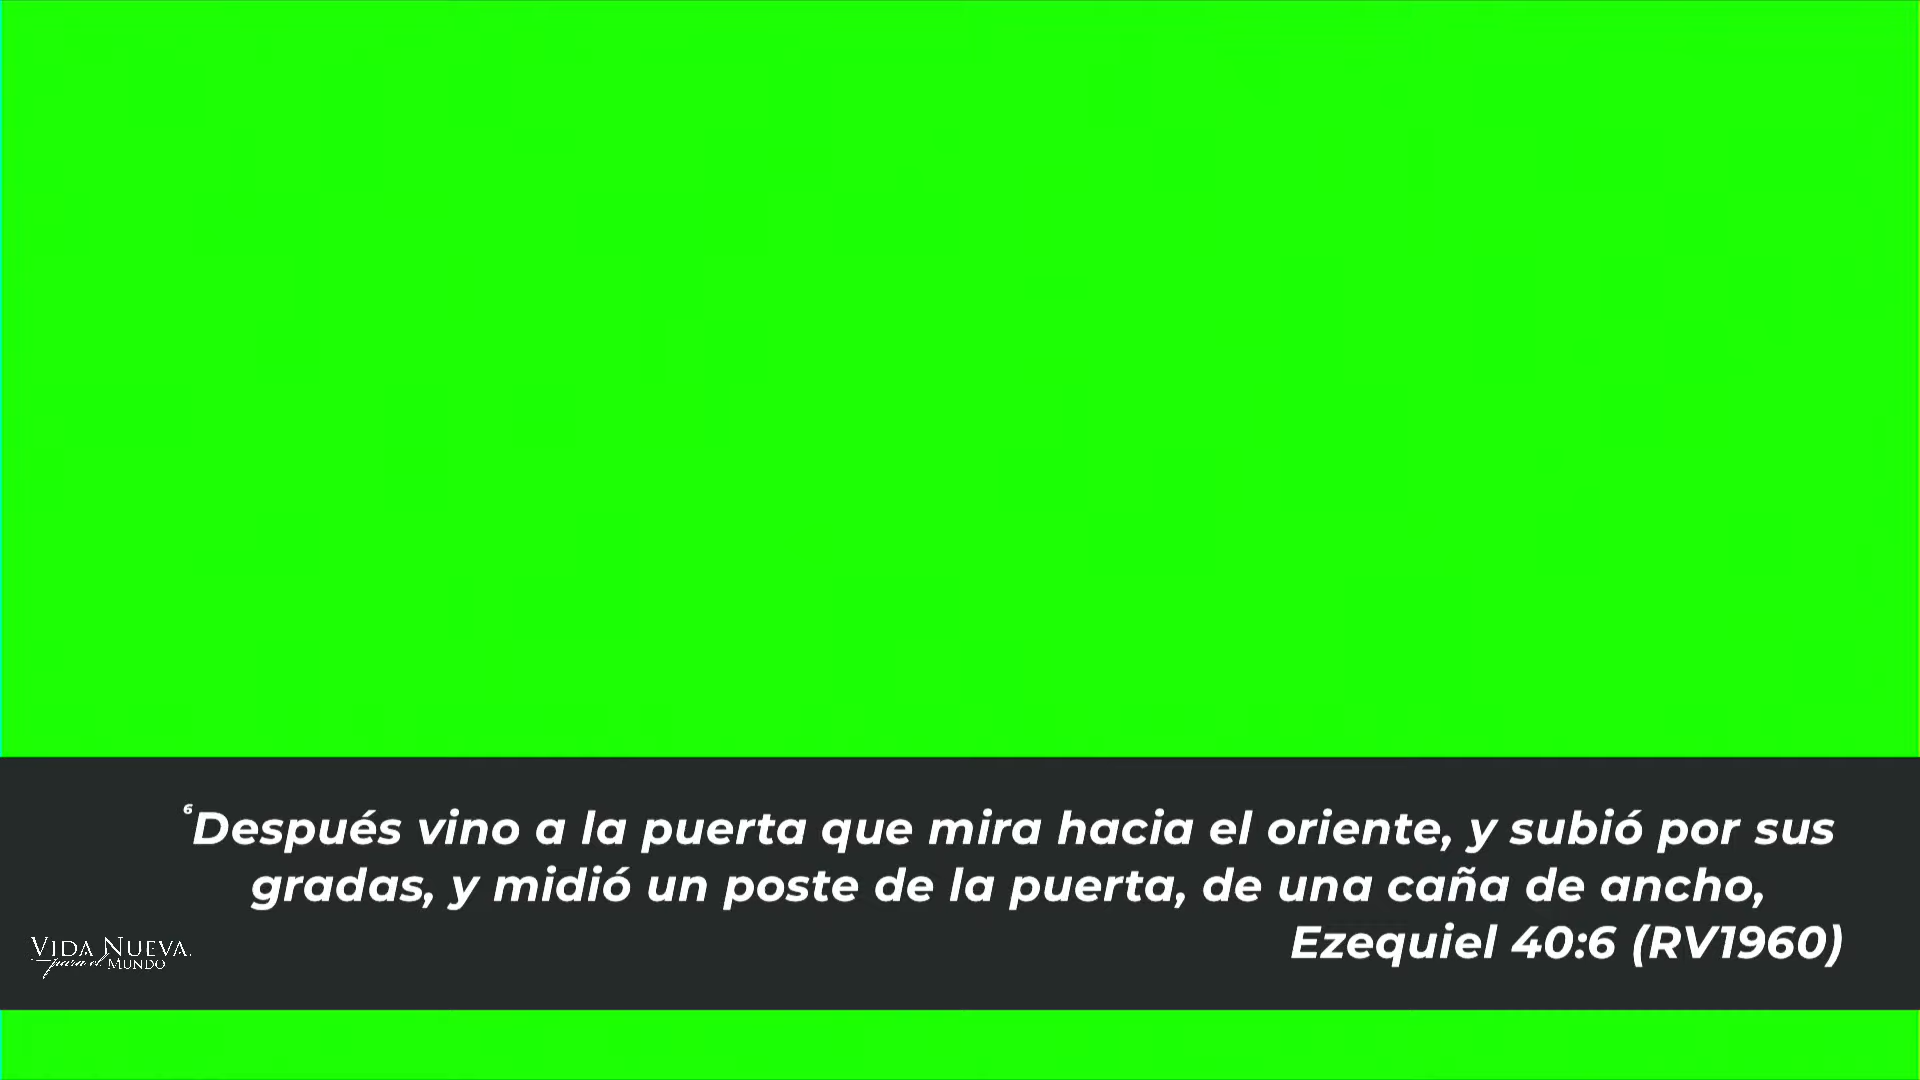 ⁶Después vino a la puerta que mira hacia el oriente, y subió por sus
gradas, y midió un poste de la puerta, de una caña de ancho,
Ezequiel 40:6 (RV1960)
VIDA NUEVA
para el MUNDO